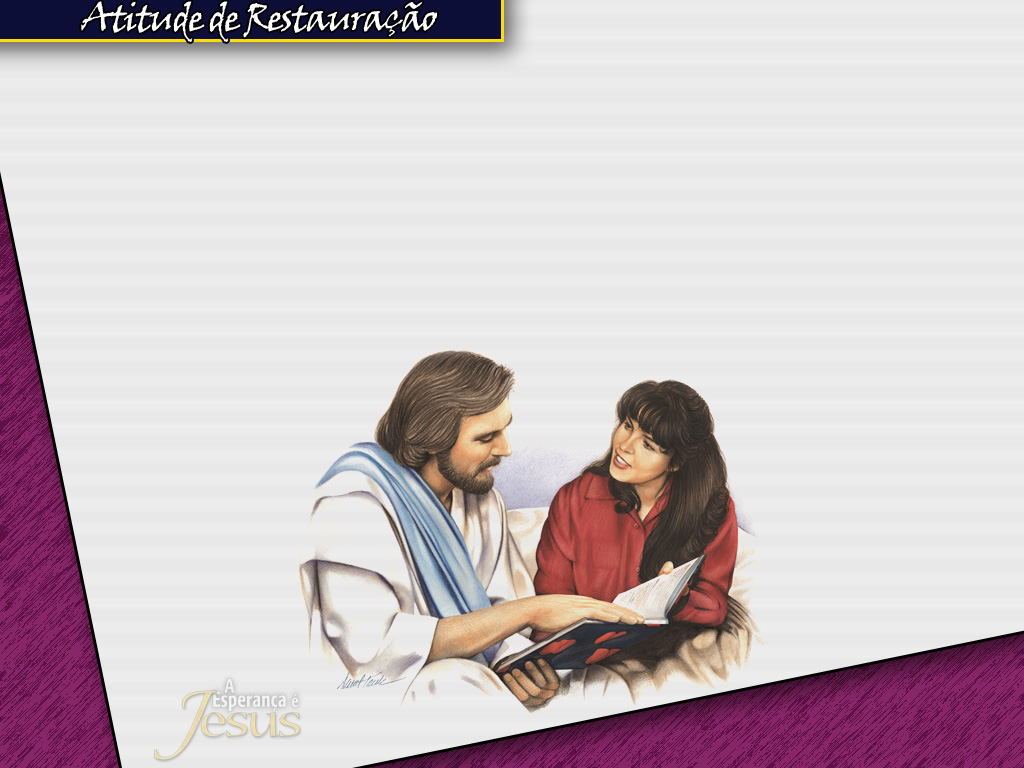 Atitude de Restauração
A
Esperança é
Jesus